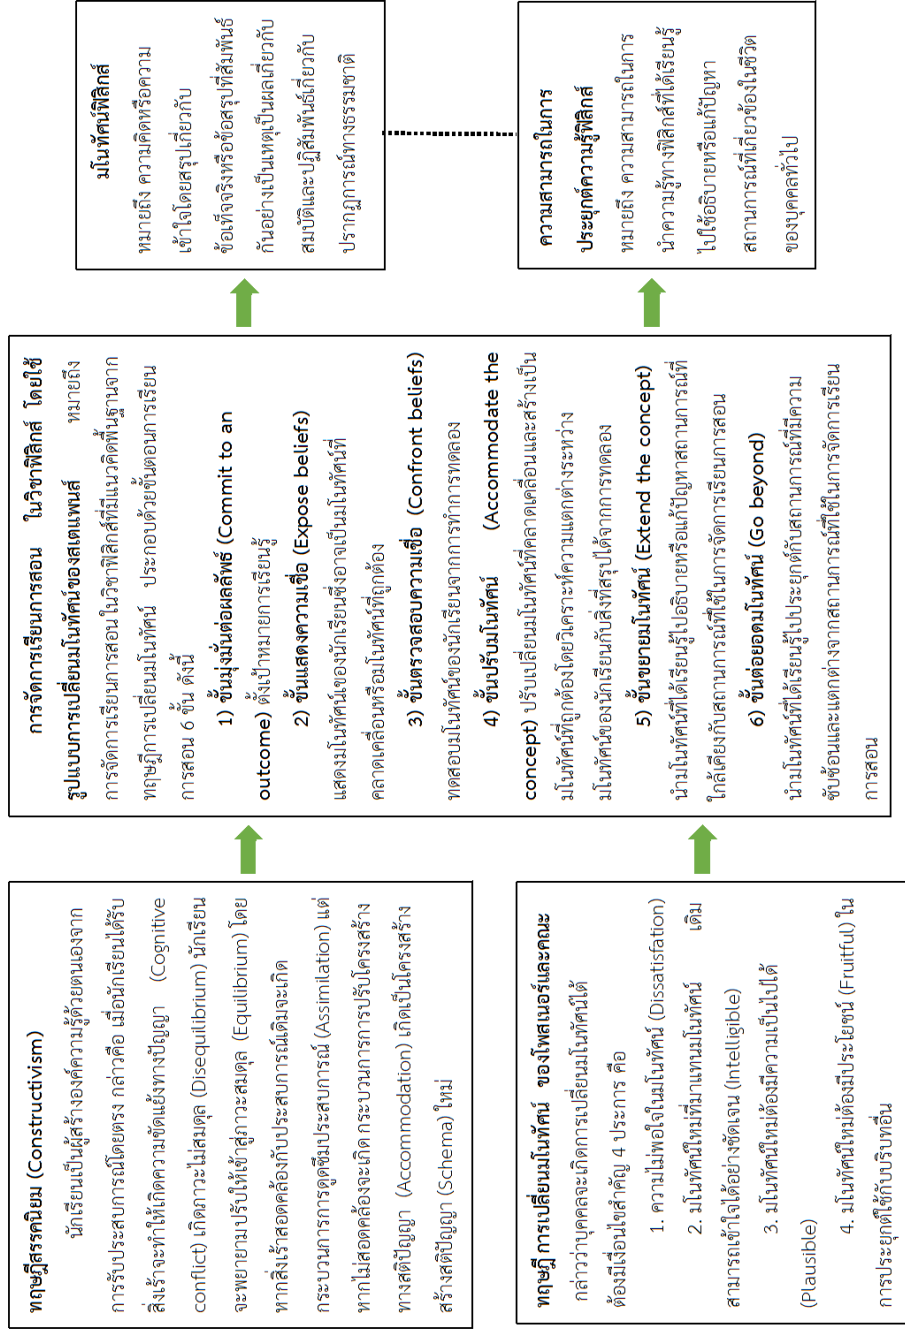 ทฤษฎีสรรคนิยม (Constructivism)
นักเรียนเป็นผู้สร้างองค์ความรู้ด้วยตนเองจาก
การรับประสบการณ์โดยตรง กล่าวคือ เมื่อนักเรียนได้รับ
สิ่งเร้าจะทำให้เกิดความขัดแย้งทางปัญญา (Cognitive
conflict) เกิดภาวะไม่สมดุล (Disequilibrium) นักเรียน
จะพยายามปรับให้เข้าสู่ภาวะสมดุล (Equilibrium) โดย
หากสิ่งเร้าสอดคล้องกับประสบการณ์เดิมจะเกิด
กระบวนการการดูดซึมประสบการณ์ (Assimilation) แต่
หากไม่สอดคล้องจะเกิดกระบวนการการปรับโครงสร้าง
ทางสติปัญญา (Accommodation) เกิดเป็นโครงสร้าง
สร้างสติปัญญา (Schema) ใหม่
ทฤษฎี การเปลี่ยนมโนทัศน์ ของโพสเนอร์และคณะ
กล่าวว่าบุคคลจะเกิดการเปลี่ยนมโนทัศน์ได้
ต้องมีเงื่อนไขสำคัญ 4 ประการ คือ
1. ความไม่พอใจในมโนทัศน์ (Dissatisfation)
2. มโนทัศน์ใหม่ที่มาแทนมโนทัศน์ เดิม
สามารถเข้าใจได้อย่างชัดเจน (Intelligible)
3. มโนทัศน์ใหม่ต้องมีความเป็นไปได้
(Plausible)
4. มโนทัศน์ใหม่ต้องมีประโยชน์ (Fruitful) ใน
การประยุกต์ใช้กับบริบทอื่น
การจัดการเรียนการสอน ในวิชาฟิสิกส์ โดยใช้
รูปแบบการเปลี่ยนมโนทัศน์ของสเตแพนส์ หมายถึง
การจัดการเรียนการสอนในวิชาฟิสิกส์ที่มีแนวคิดพื้นฐานจาก
ทฤษฎีการเปลี่ยนมโนทัศน์ ประกอบด้วยขั้นตอนการเรียน
การสอน 6 ขั้น ดังนี้
1) ขั้นมุ่งมั่นต่อผลลัพธ์ (Commit to an
outcome) ตั้งเป้าหมายการเรียนรู้
2) ขั้นแสดงความเชื่อ (Expose beliefs)
แสดงมโนทัศน์ของนักเรียนซึ่งอาจเป็นมโนทัศน์ที่
คลาดเคลื่อนหรือมโนทัศน์ที่ถูกต้อง
3) ขั้นตรวจสอบความเชื่อ (Confront beliefs)
ทดสอบมโนทัศน์ของนักเรียนจากการทำการทดลอง
4) ขั้นปรับมโนทัศน์ (Accommodate the
concept) ปรับเปลี่ยนมโนทัศน์ที่คลาดเคลื่อนและสร้างเป็น
มโนทัศน์ที่ถูกต้องโดยวิเคราะห์ความแตกต่างระหว่าง
มโนทัศน์ของนักเรียนกับสิ่งที่สรุปได้จากการทดลอง
5) ขั้นขยายมโนทัศน์ (Extend the concept)
นำมโนทัศน์ที่ได้เรียนรู้ไปอธิบายหรือแก้ปัญหาสถานการณ์ที่
ใกล้เคียงกับสถานการณ์ที่ใช้ในการจัดการเรียนการสอน
6) ขั้นต่อยอดมโนทัศน์ (Go beyond)
นำมโนทัศน์ที่ได้เรียนรู้ไปประยุกต์กับสถานการณ์ที่มีความ
ซับซ้อนและแตกต่างจากสถานการณ์ที่ใช้ในการจัดการเรียน
การสอน
มโนทัศน์ฟิสิกส์
หมายถึง ความคิดหรือความ
เข้าใจโดยสรุปเกี่ยวกับ
ข้อเท็จจริงหรือข้อสรุปที่สัมพันธ์
กันอย่างเป็นเหตุเป็นผลเกี่ยวกับ
สมบัติและปฏิสัมพันธ์เกี่ยวกับ
ปรากฏการณ์ทางธรรมชาติ
ความสามารถในการ
ประยุกต์ความรู้ฟิสิกส์
หมายถึง ความสามารถในการ
นำความรู้ทางฟิสิกส์ที่ได้เรียนรู้
ไปใช้อธิบายหรือแก้ปัญหา
สถานการณ์ที่เกี่ยวข้องในชีวิต
ของบุคคลทั่วไป